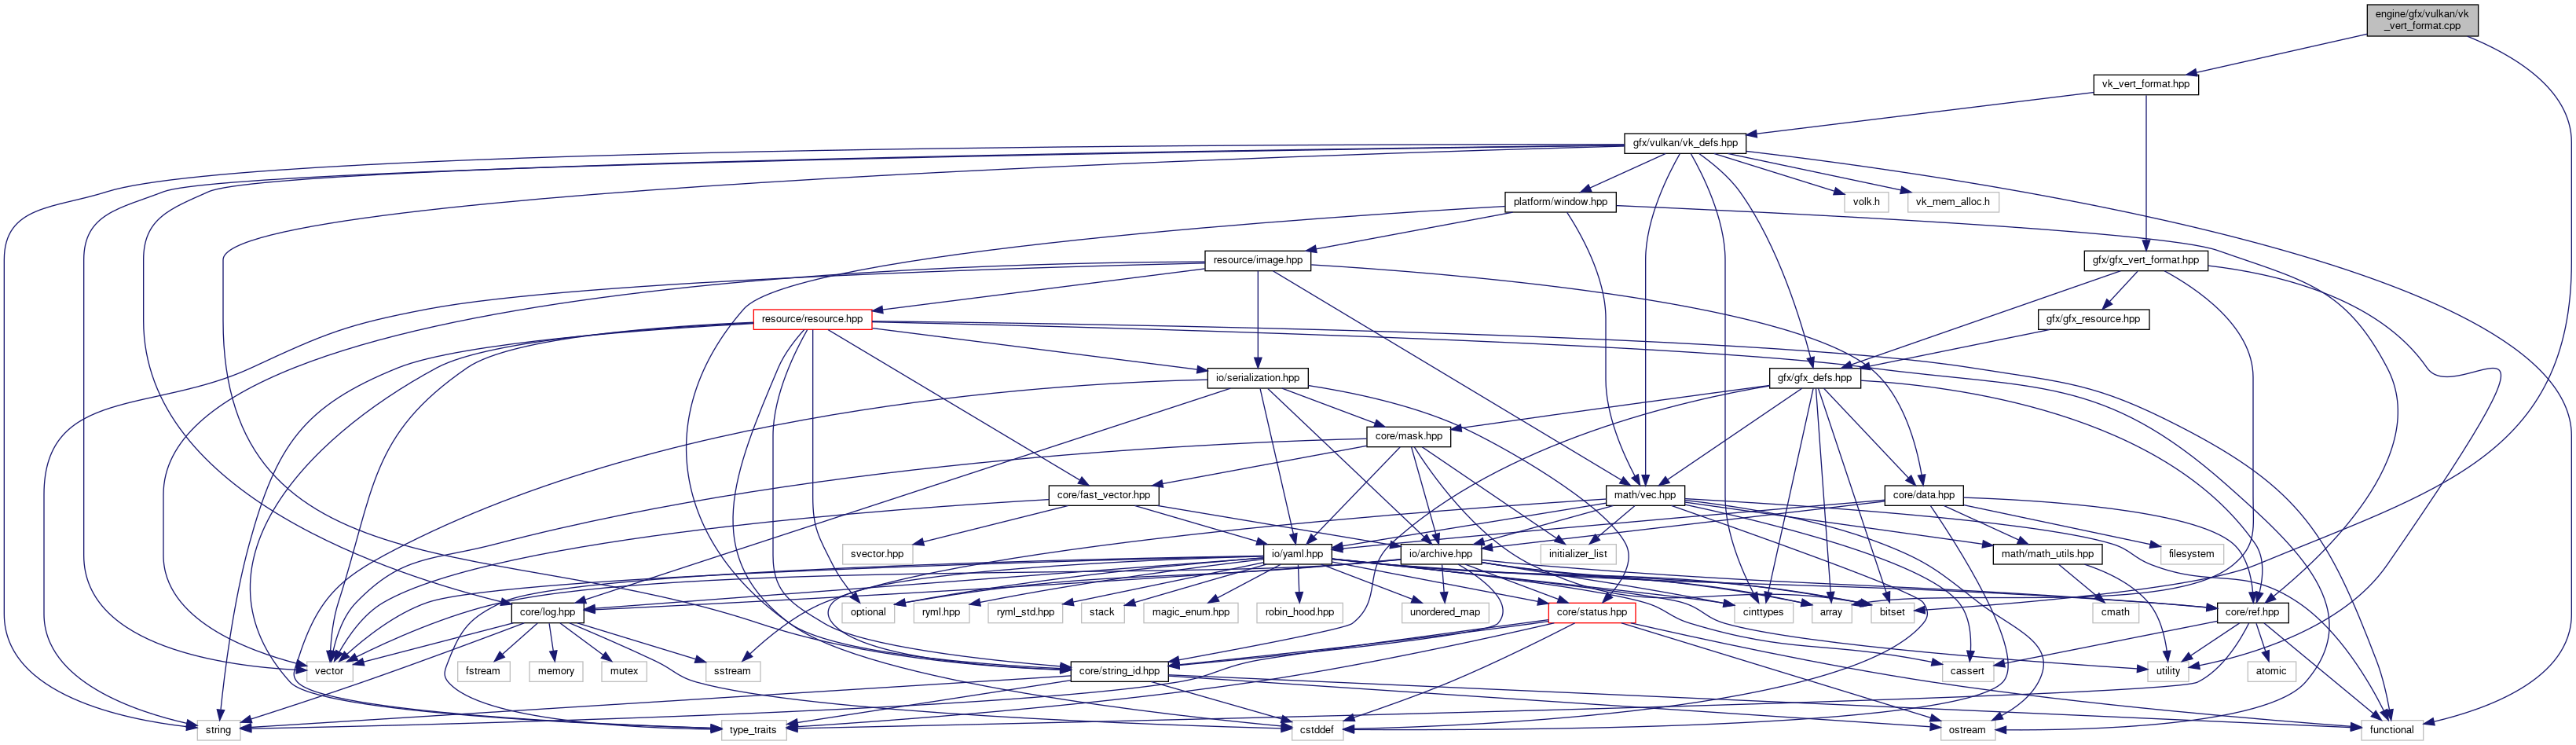 engine/gfx/vulkan/vk
_vert_format.cpp
vk_vert_format.hpp
gfx/vulkan/vk_defs.hpp
platform/window.hpp
volk.h
vk_mem_alloc.h
resource/image.hpp
gfx/gfx_vert_format.hpp
resource/resource.hpp
gfx/gfx_resource.hpp
io/serialization.hpp
gfx/gfx_defs.hpp
core/mask.hpp
core/fast_vector.hpp
math/vec.hpp
core/data.hpp
svector.hpp
io/yaml.hpp
io/archive.hpp
initializer_list
math/math_utils.hpp
filesystem
core/log.hpp
optional
ryml.hpp
ryml_std.hpp
stack
magic_enum.hpp
robin_hood.hpp
unordered_map
core/status.hpp
cinttypes
array
bitset
core/ref.hpp
cmath
vector
fstream
memory
mutex
sstream
core/string_id.hpp
cassert
utility
atomic
string
type_traits
cstddef
ostream
functional